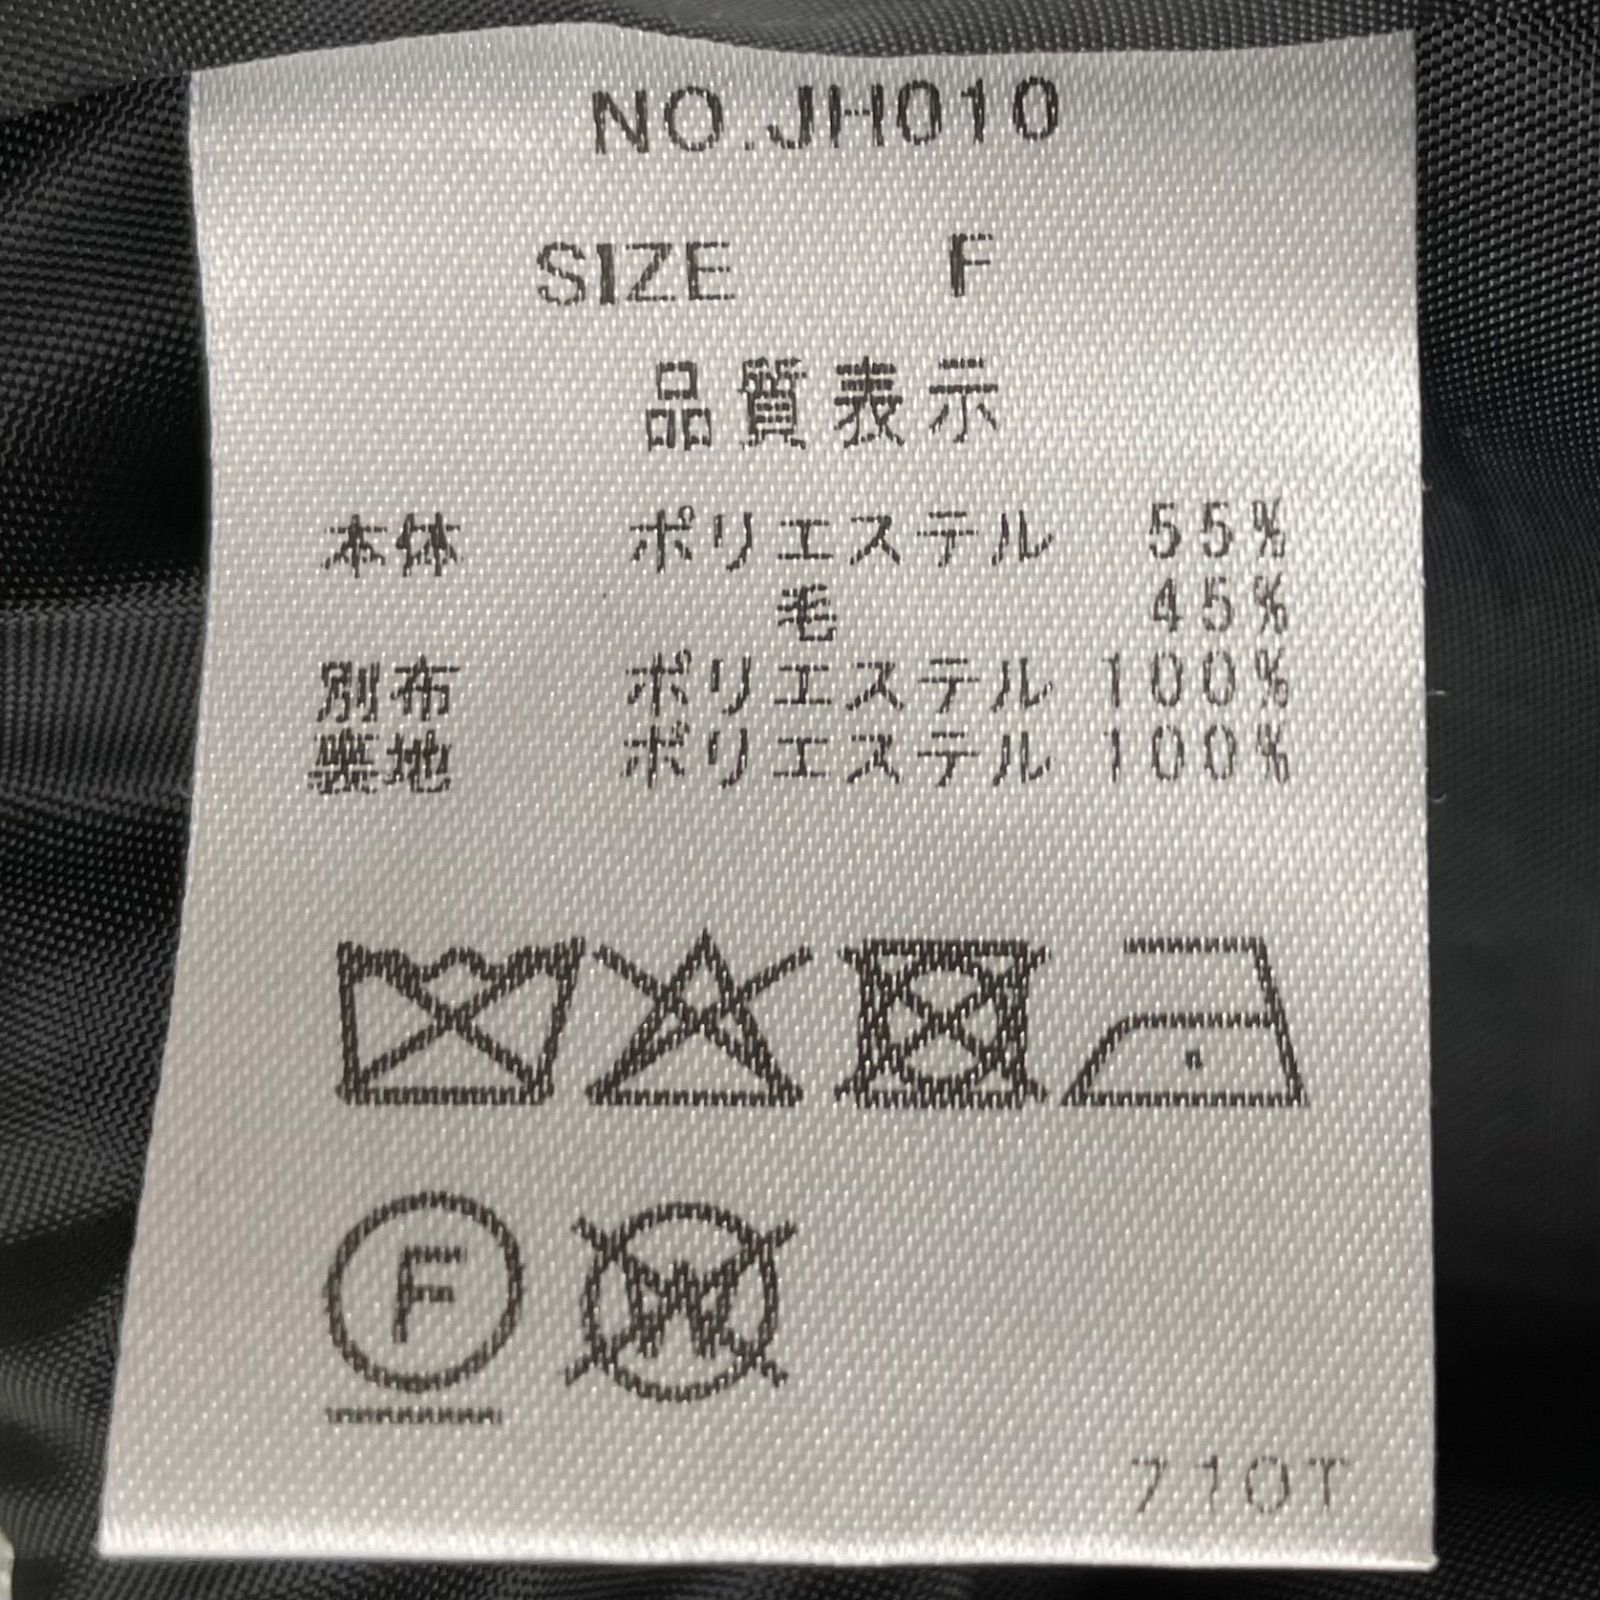 NO.JH010
SIZE F
品質表示
本体 ポリエステル 55%
毛 45%
別布 ポリエステル 100%
裏地 ポリエステル 100%
F
W
710T